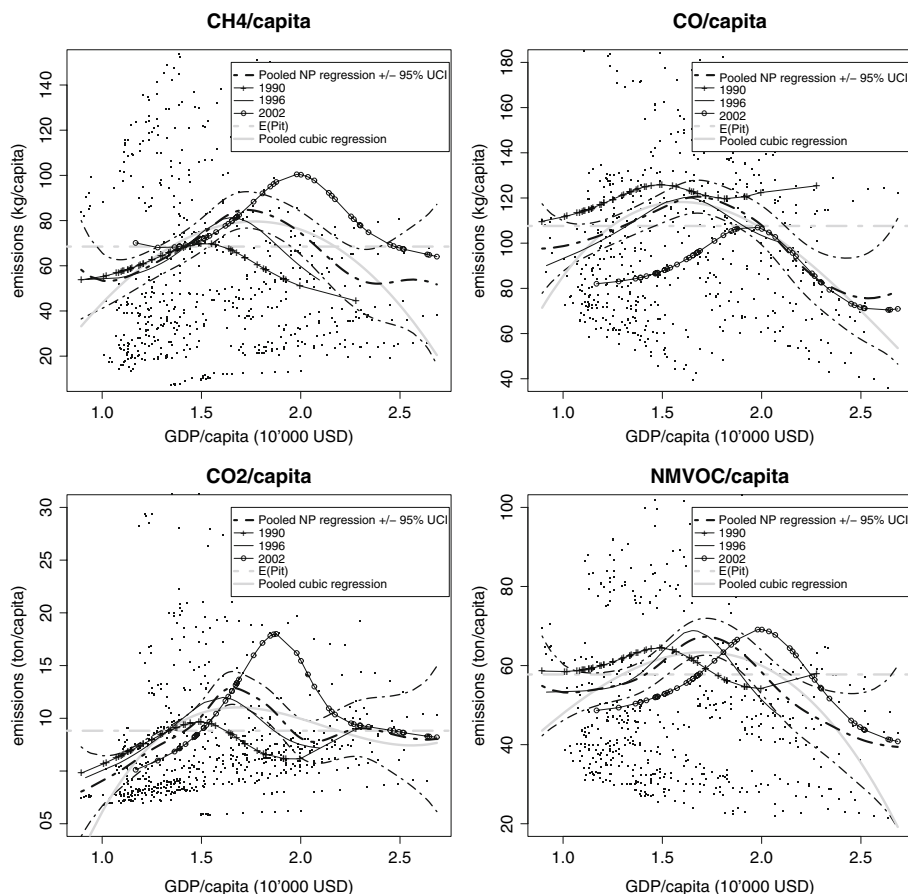 CH4/capita
emissions (kg/capita)
140
120
100
80
60
40
20
Pooled NP regression +/− 95% UCI
1990
1996
2002
E(Pit)
Pooled cubic regression
1.0 1.5 2.0 2.5
GDP/capita (10'000 USD)
CO/capita
emissions (kg/capita)
180
160
140
120
100
80
60
40
Pooled NP regression +/− 95% UCI
1990
1996
2002
E(Pit)
Pooled cubic regression
1.0 1.5 2.0 2.5
GDP/capita (10'000 USD)
CO2/capita
emissions (ton/capita)
30
25
20
15
10
05
Pooled NP regression +/− 95% UCI
1990
1996
2002
E(Pit)
Pooled cubic regression
1.0 1.5 2.0 2.5
GDP/capita (10'000 USD)
NMVOC/capita
emissions (ton/capita)
100
80
60
40
20
Pooled NP regression +/− 95% UCI
1990
1996
2002
E(Pit)
Pooled cubic regression
1.0 1.5 2.0 2.5
GDP/capita (10'000 USD)